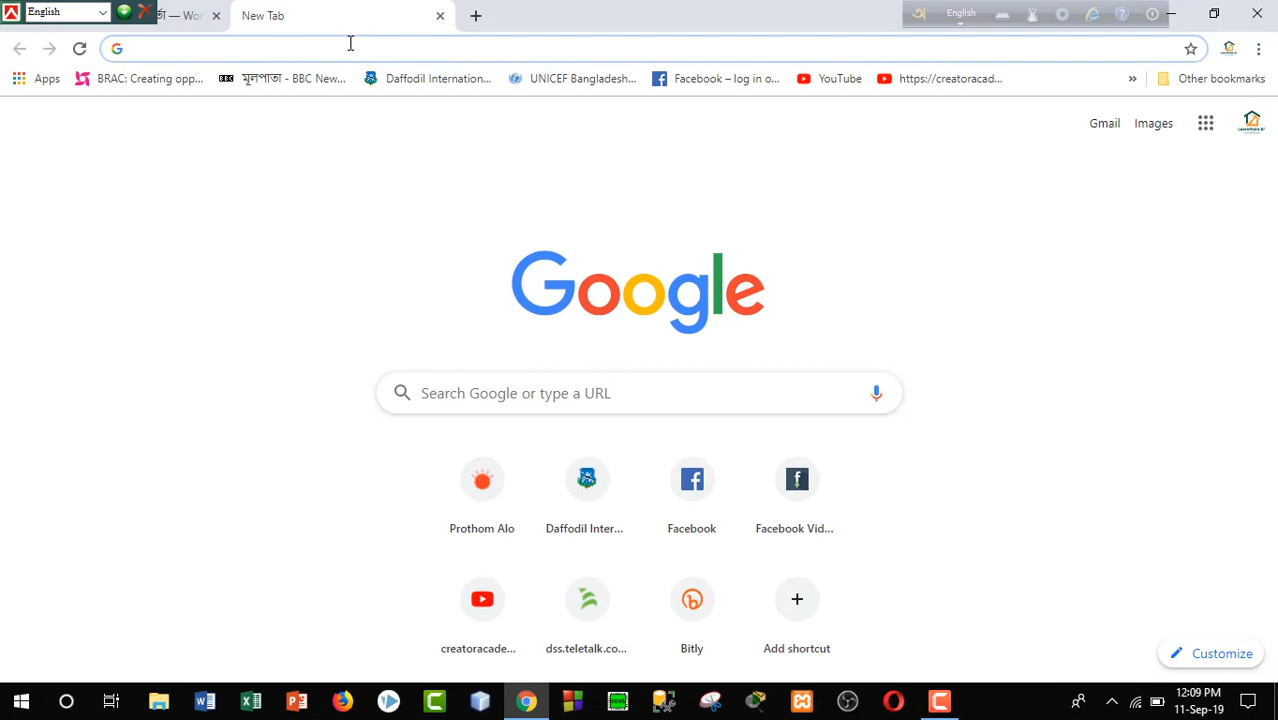 English
র্তা — Wor
New Tab
English
Apps
BRAC: Creating opp...
BBC
মূলপাতা - BBC New...
Daffodil Internation...
UNICEF Bangladesh...
Facebook – log in o...
YouTube
https://creatoracad...
»
Other bookmarks
Gmail
Images
Google
Search Google or type a URL
Prothom Alo
Daffodil Inter...
Facebook
Facebook Vid...
creatoracade...
dss.teletalk.co...
Bitly
Add shortcut
Customize
12:09 PM
11-Sep-19